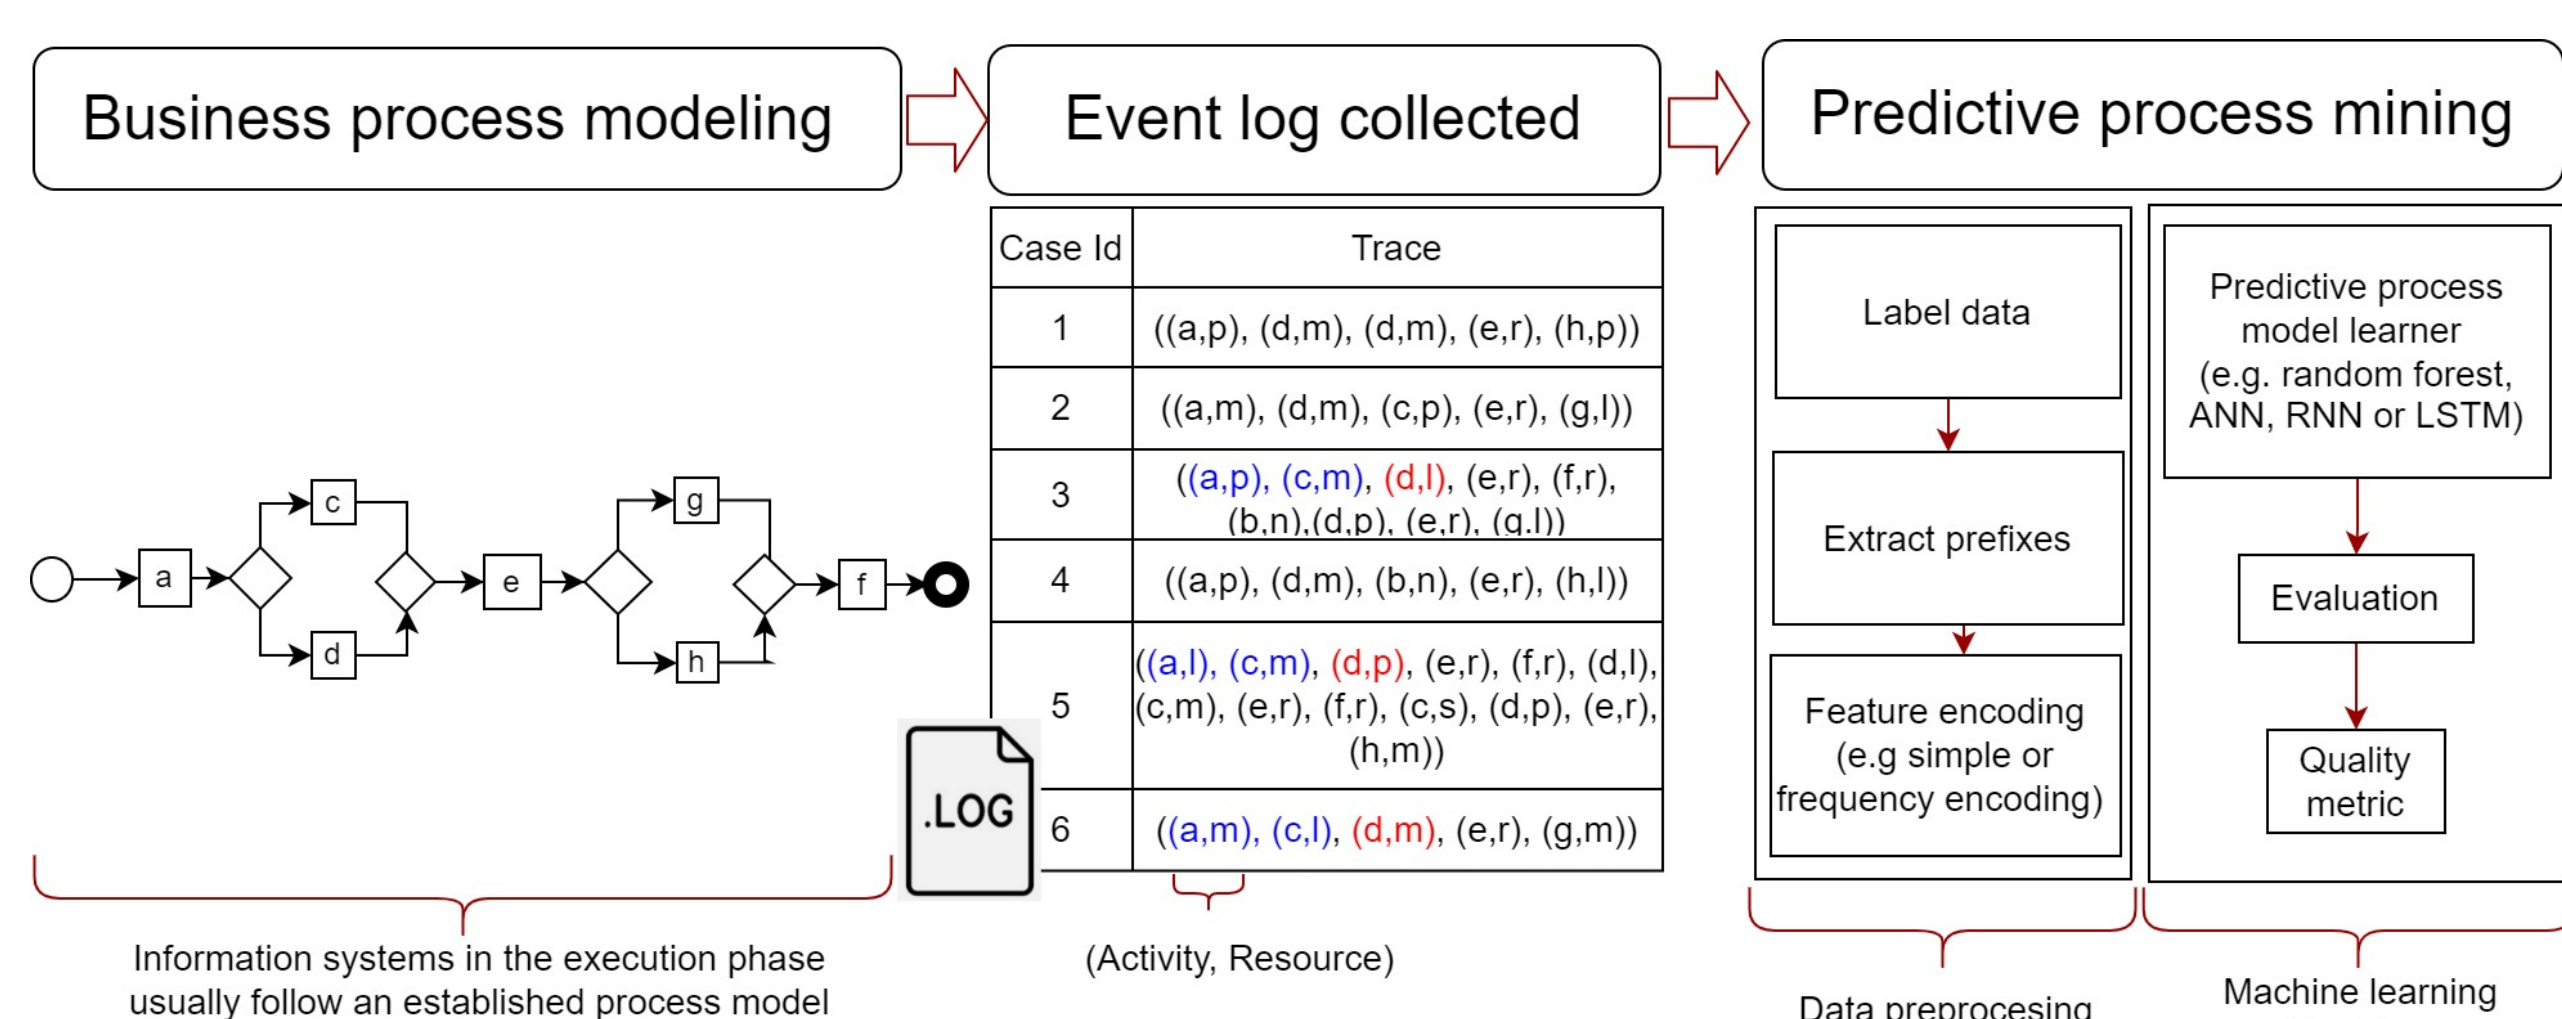 Business process modeling
Event log collected
Predictive process mining
a
c
d
e
g
h
f
Case Id
Trace
1
((a,p), (d,m), (d,m), (e,r), (h,p))
2
((a,m), (d,m), (c,p), (e,r), (g,l))
3
((a,p), (c,m), (d,l), (e,r), (f,r),
(b,n),(d,p), (e,r), (g,l))
4
((a,p), (d,m), (b,n), (e,r), (h,l))
5
((a,l), (c,m), (d,p), (e,r), (f,r), (d,l),
(c,m), (e,r), (f,r), (c,s), (d,p), (e,r),
(h,m))
6
((a,m), (c,l), (d,m), (e,r), (g,m))
.LOG
Label data
Extract prefixes
Feature encoding
(e.g simple or
frequency encoding)
Predictive process
model learner
(e.g. random forest,
ANN, RNN or LSTM)
Evaluation
Quality
metric
Information systems in the execution phase
usually follow an established process model
(Activity, Resource)
Data preprocesing
Machine learning